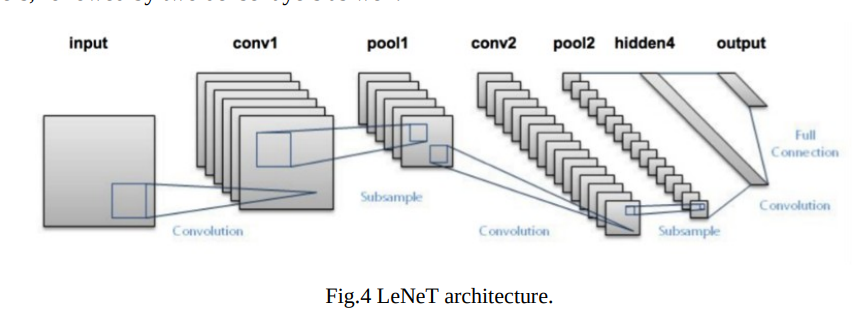 input conv1 pool1 conv2 pool2 hidden4 output
Full
Connection
Subsample
Convolution
Convolution Convolution Subsample
Fig.4 LeNeT architecture.